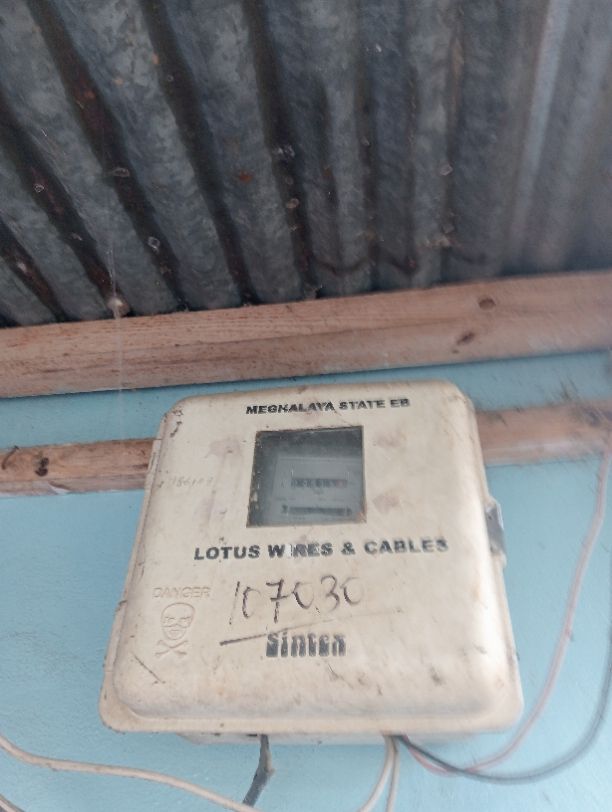 MEGHALAYA STATE EB
LOTUS WIRES & CABLES
DANGER
107030
Sintex